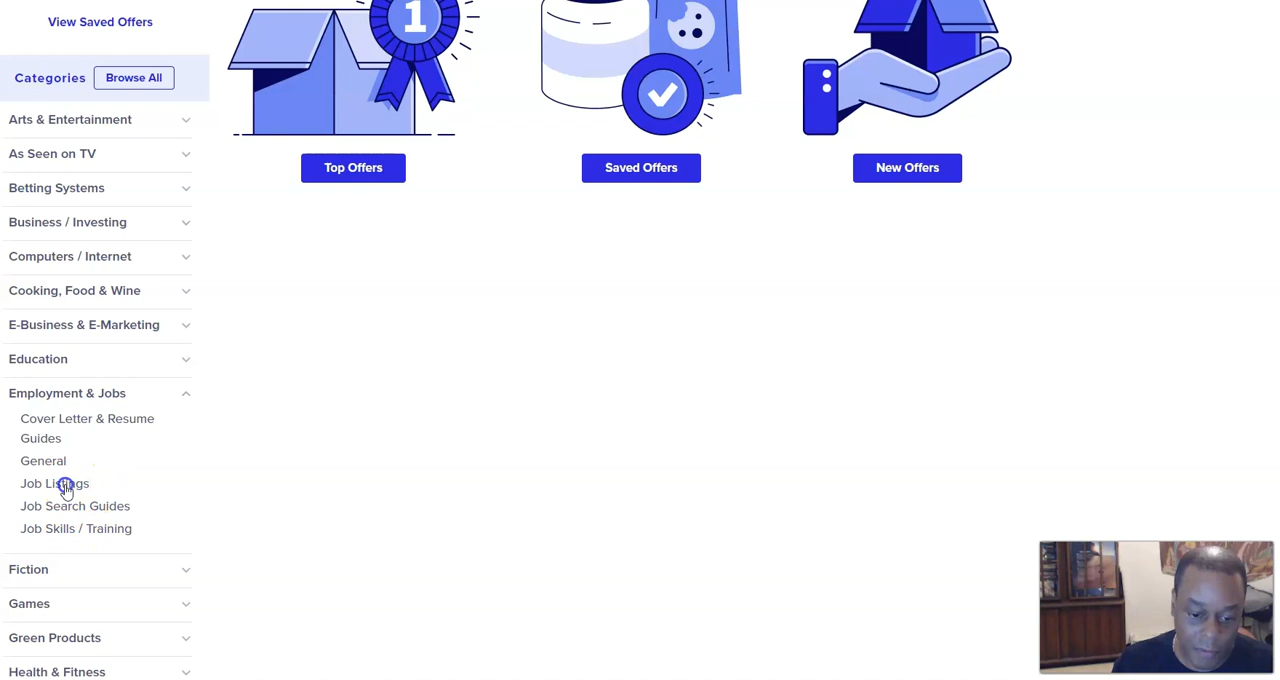 View Saved Offers
Categories
Browse All
Arts & Entertainment
As Seen on TV
Betting Systems
Business / Investing
Computers / Internet
Cooking, Food & Wine
E-Business & E-Marketing
Education
Employment & Jobs
Cover Letter & Resume
Guides
General
Job Listings
Job Search Guides
Job Skills / Training
Fiction
Games
Green Products
Health & Fitness
1
Top Offers
Saved Offers
New Offers